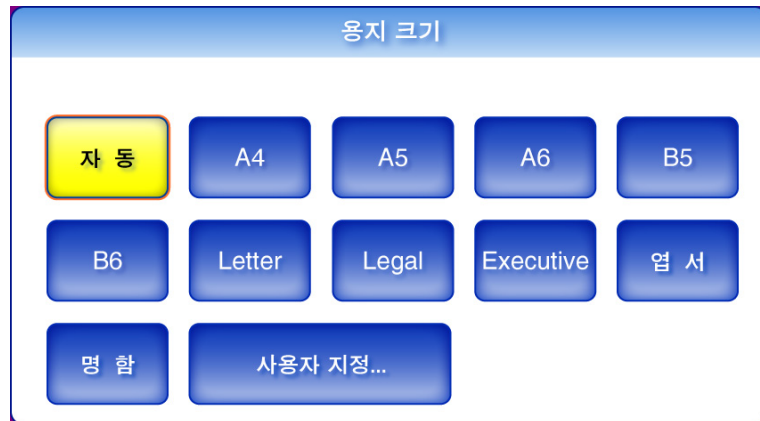 용지 크기
자 동 A4 A5 A6 B5
B6 Letter Legal Executive 엽 서
명 함 사용자 지정...